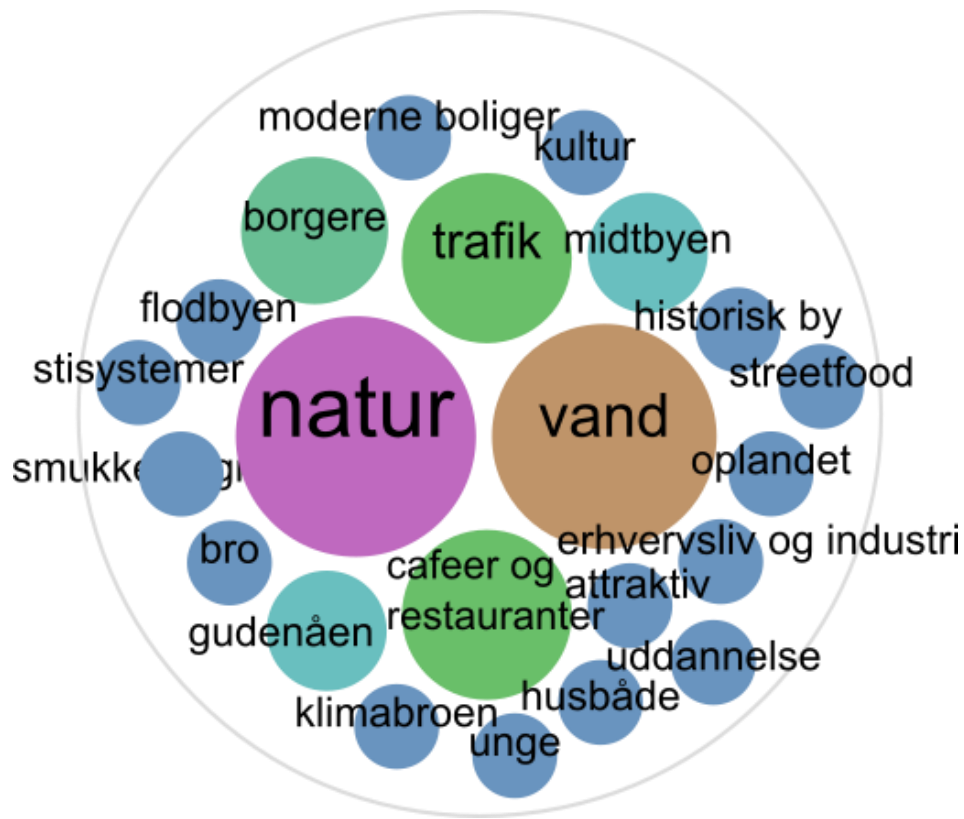 moderne boliger
kultur
borgere
trafik
midtbyen
flodbyen
historisk by
stisystemer
streetfood
natur
vand
oplandet
bro
erhvervsliv og industri
cafeer og
restauranter
attraktiv
gudenåen
uddannelse
husbåde
klimabroen
unge